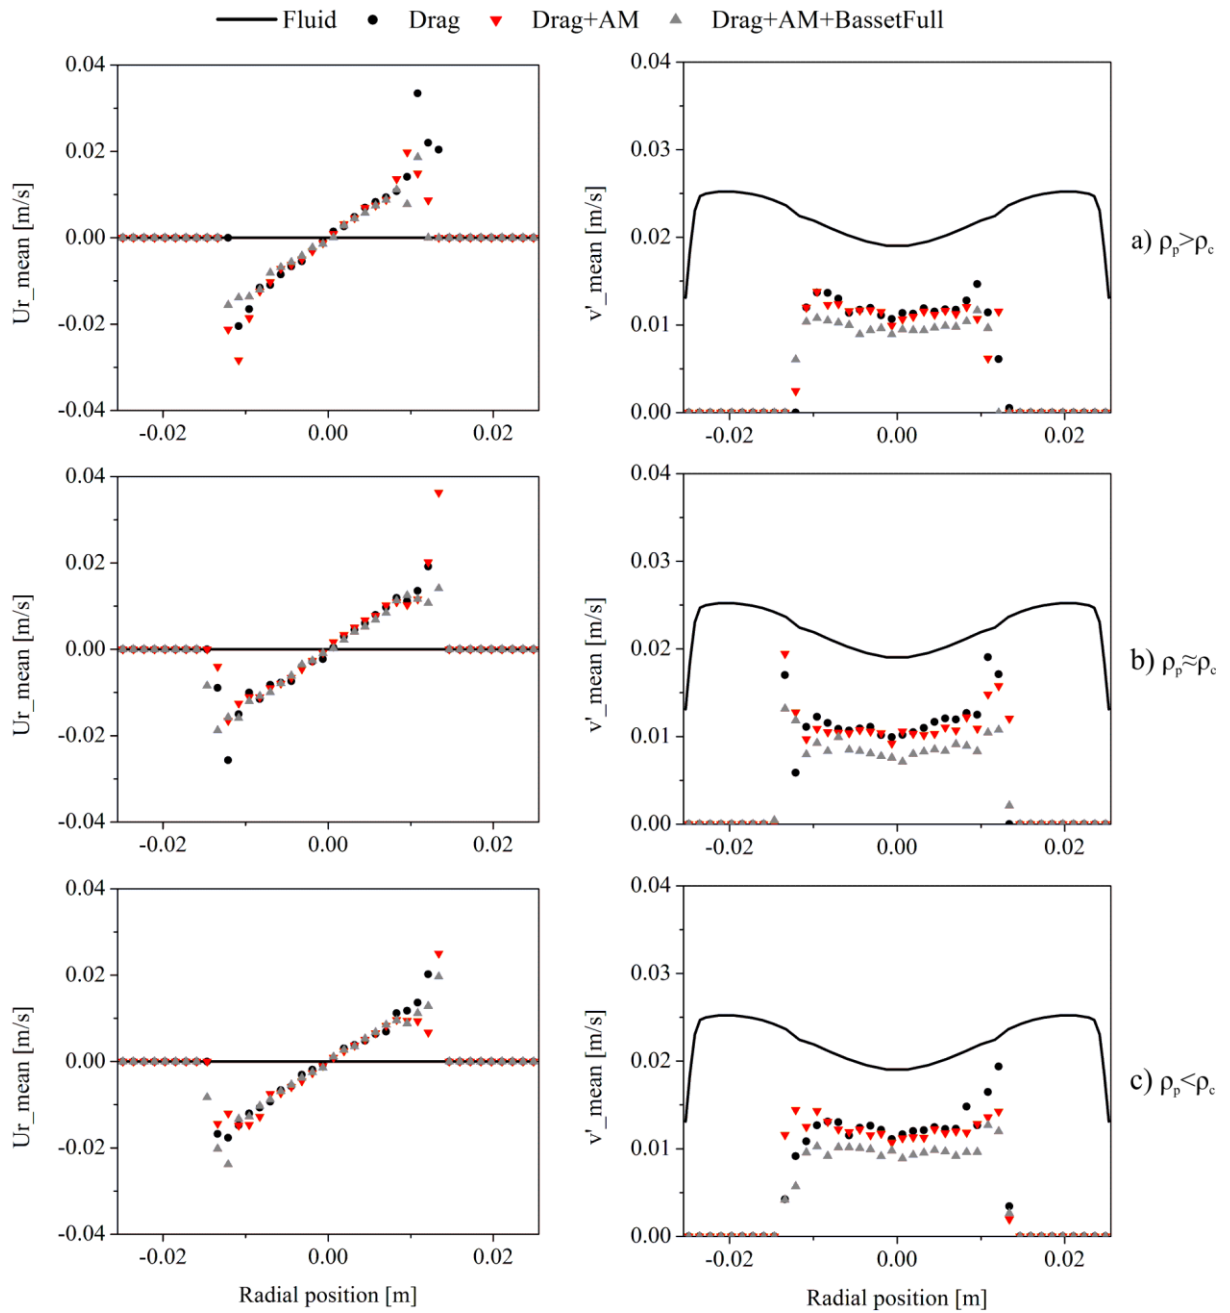 Fluid Drag Drag+AM Drag+AM+BassetFull
0.04
0.02
0.00
-0.02
-0.04
Ur_mean [m/s]
-0.02 0.00 0.02
0.04
0.03
0.02
0.01
0.00
v'_mean [m/s]
-0.02 0.00 0.02
a) ρp>ρc
0.04
0.02
0.00
-0.02
-0.04
Ur_mean [m/s]
-0.02 0.00 0.02
0.04
0.03
0.02
0.01
0.00
v'_mean [m/s]
-0.02 0.00 0.02
b) ρp≈ρc
0.04
0.02
0.00
-0.02
-0.04
Ur_mean [m/s]
-0.02 0.00 0.02
Radial position [m]
0.04
0.03
0.02
0.01
0.00
v'_mean [m/s]
-0.02 0.00 0.02
Radial position [m]
c) ρp<ρc